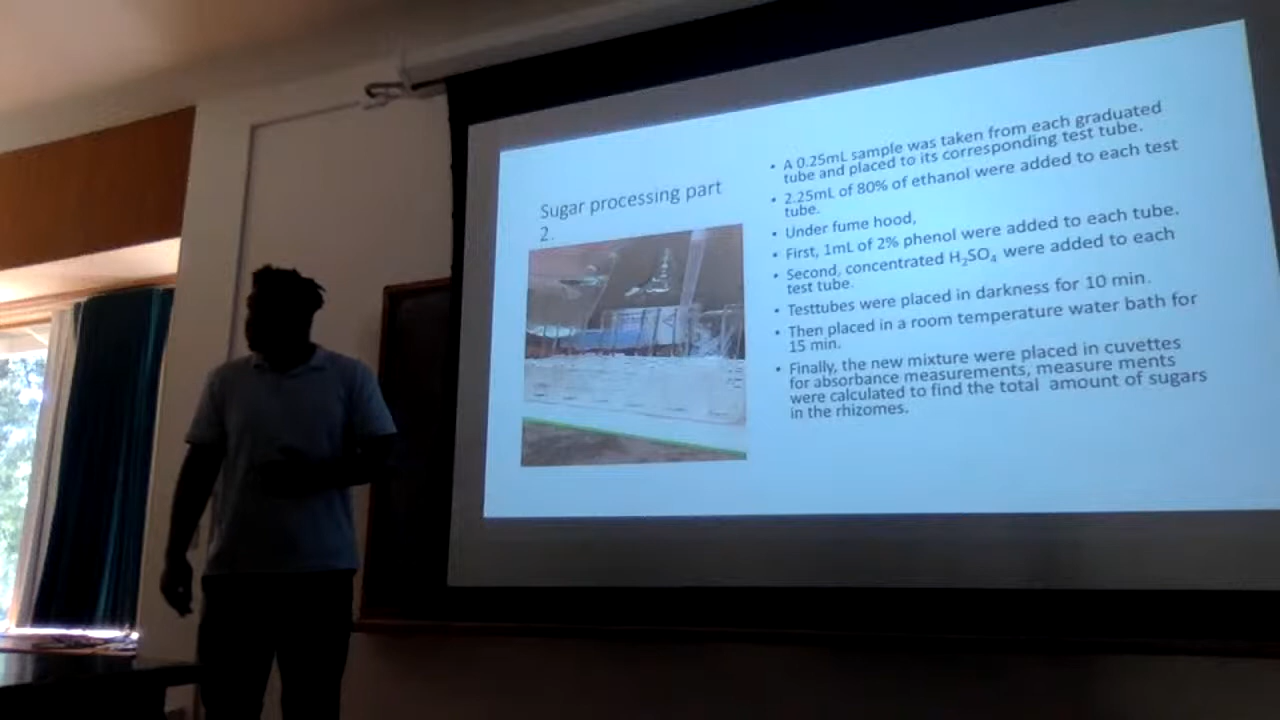 Sugar processing part
2.
• A 0.25mL sample was taken from each graduated
tube and placed to its corresponding test tube.
• 2.25mL of 80% of ethanol were added to each test
tube.
• Under fume hood,
• First, 1mL of 2% phenol were added to each tube.
• Second, concentrated H₂SO₄ were added to each
test tube.
• Testtubes were placed in darkness for 10 min.
• Then placed in a room temperature water bath for
15 min.
• Finally, the new mixture were placed in cuvettes
for absorbance measurements, measure ments
were calculated to find the total amount of sugars
in the rhizomes.